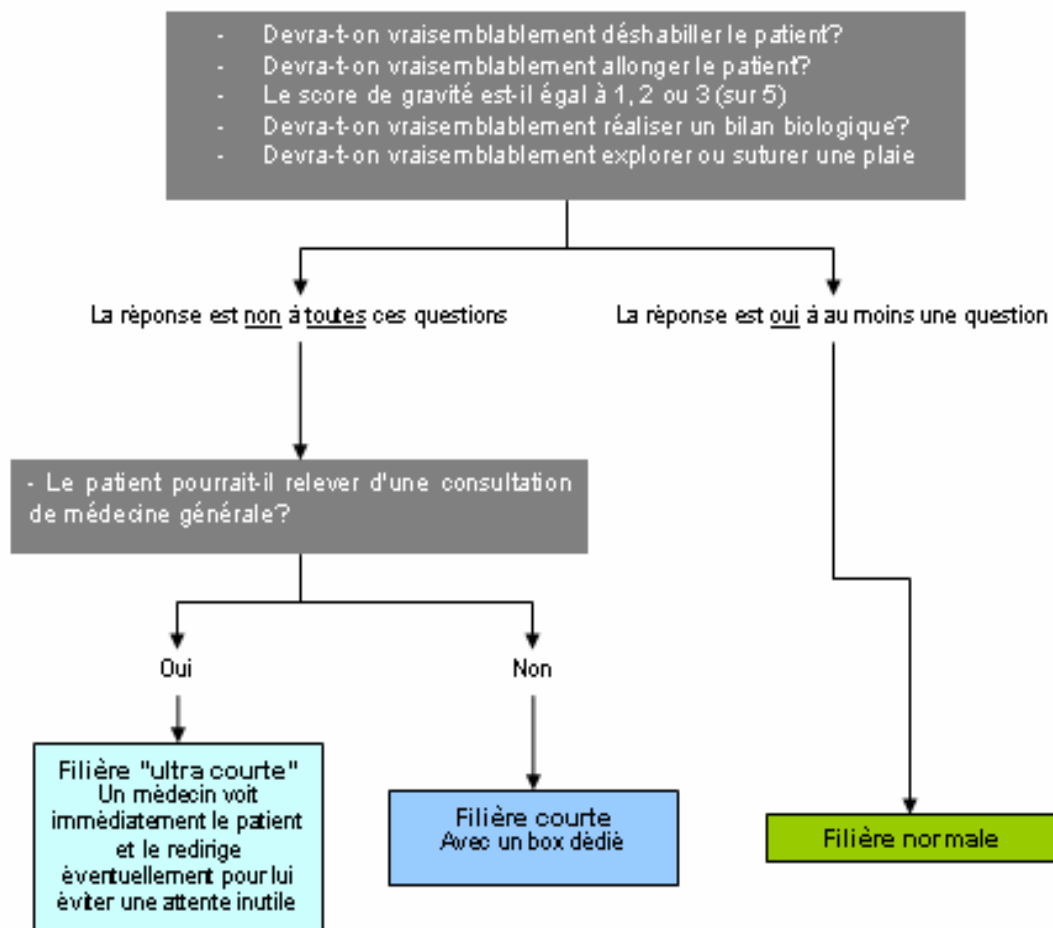 - Devra-t-on vraisemblablement déshabiller le patient?
- Devra-t-on vraisemblablement allonger le patient?
- Le score de gravité est-il égal à 1, 2 ou 3 (sur 5)
- Devra-t-on vraisemblablement réaliser un bilan biologique?
- Devra-t-on vraisemblablement explorer ou suturer une plaie
La réponse est non à toutes ces questions
La réponse est oui à au moins une question
- Le patient pourrait-il relever d'une consultation
de médecine générale?
Oui
Non
Filière "ultra courte"
Un médecin voit
immédiatement le patient
et le redirige
éventuellement pour lui
éviter une attente inutile
Filière courte
Avec un box dédié
Filière normale